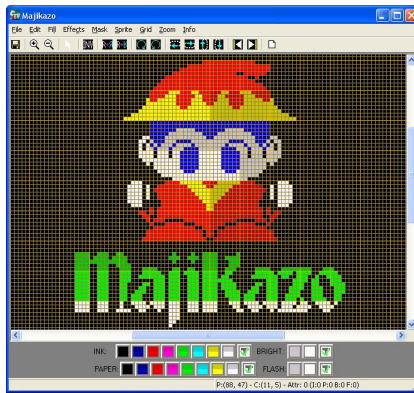 Majikazo
File Edit Fill Effects Mask Sprite Grid Zoom Info
MajiKazo
INK: BRIGHT:
PAPER: FLASH:
P:(88, 47) - C:(11, 5) - Attr: 0 (I:0 P:0 B:0 F:0)